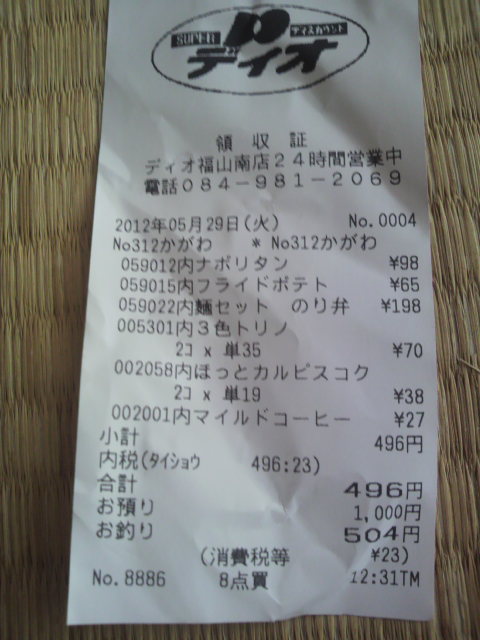 SUPER D ディスカウント
ディオ
領収証
ディオ福山南店24時間営業中
電話084-981-2069
2012年05月29日(火) No.0004
No312かがわ * No312かがわ
059012内ナポリタン ¥98
059015内フライドポテト ¥65
059022内麺セット のり弁 ¥198
005301内3色トリノ
2コ x 単35 ¥70
002058内ほっとカルピスコク
2コ x 単19 ¥38
002001内マイルドコーヒー ¥27
小計 496円
内税(タイショウ 496:23)
合計 496円
お預り 1,000円
お釣り 504円
(消費税等 ¥23)
No.8886 8点買 12:31TM